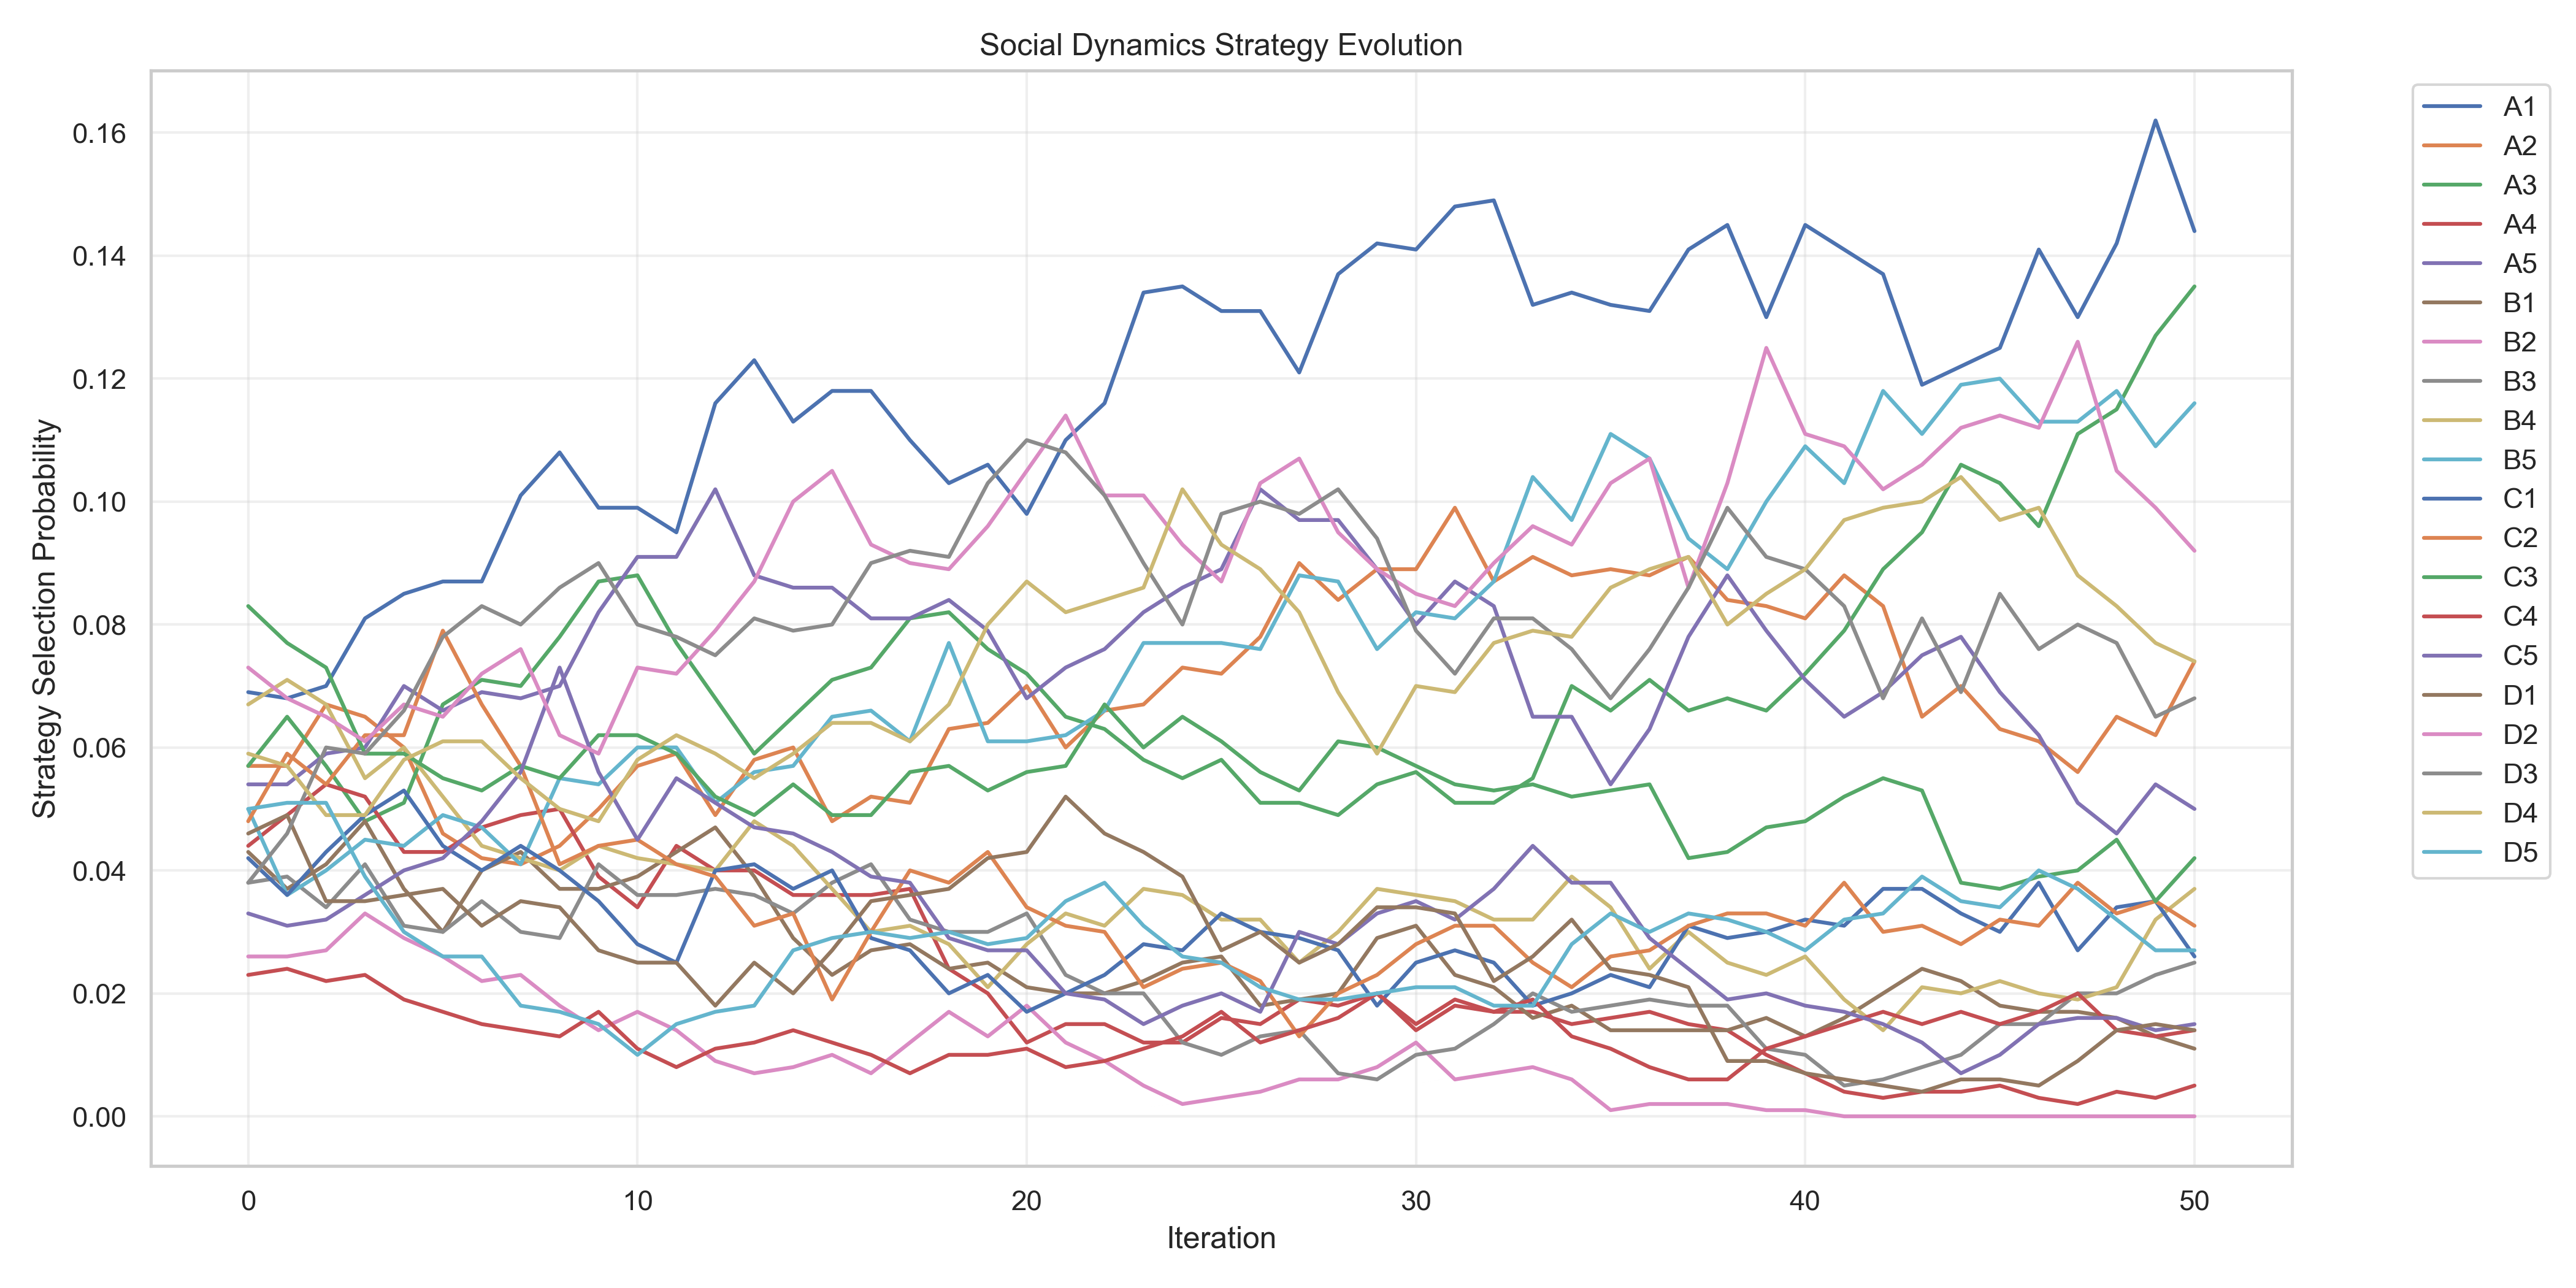 Social Dynamics Strategy Evolution
Strategy Selection Probability
0.16
0.14
0.12
0.10
0.08
0.06
0.04
0.02
0.00
0 10 20 30 40 50
Iteration
A1
A2
A3
A4
A5
B1
B2
B3
B4
B5
C1
C2
C3
C4
C5
D1
D2
D3
D4
D5